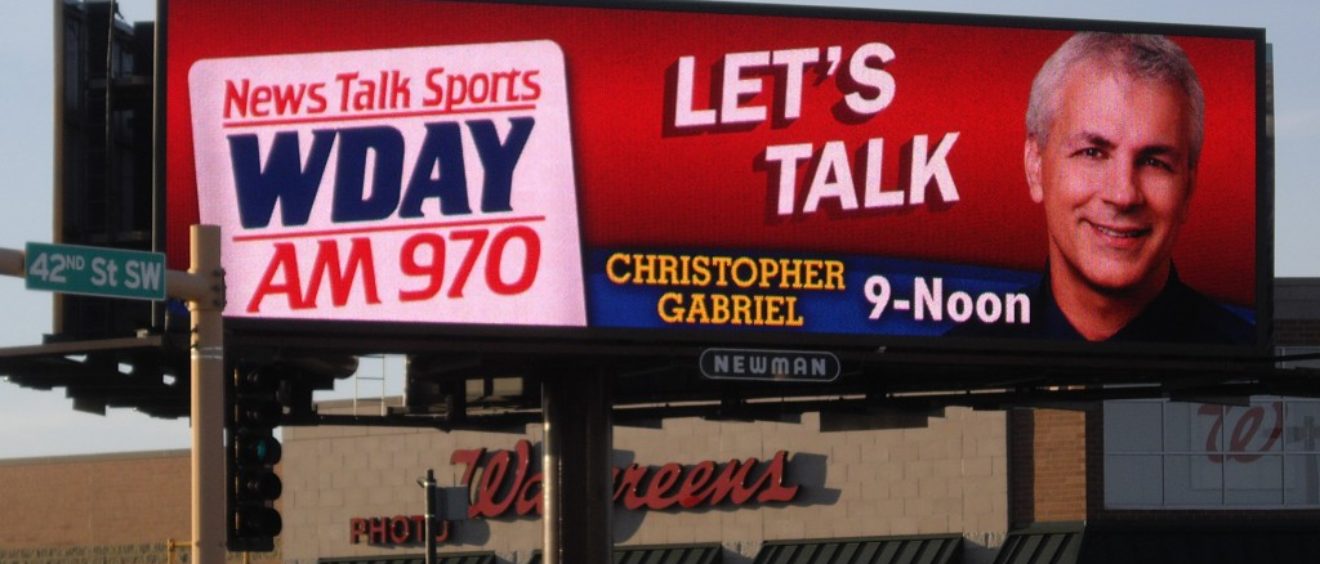 News Talk Sports
WDAY
AM 970
LET'S
TALK
CHRISTOPHER
GABRIEL
9-Noon
42ND St SW
NEWMAN
Walgreens
PHOTO
W